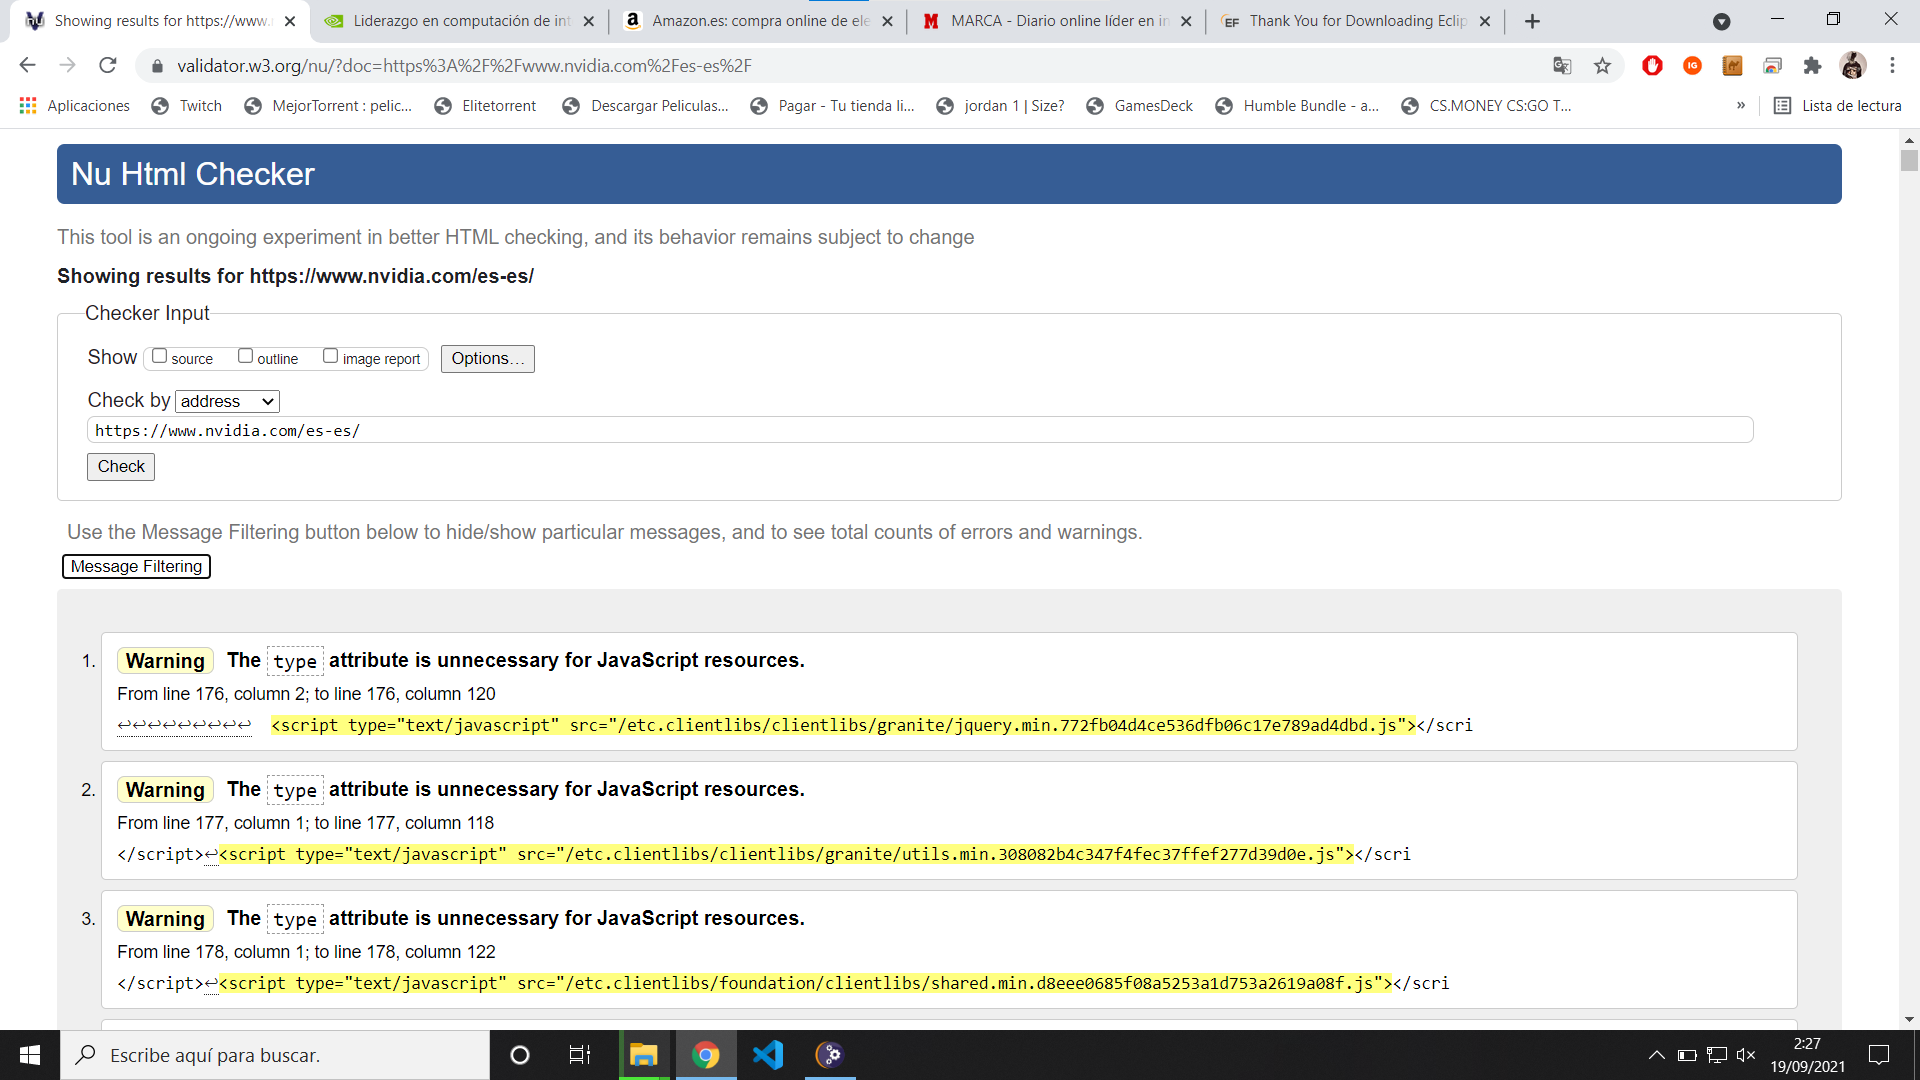 Showing results for https://www.n
Liderazgo en computación de int
Amazon.es: compra online de ele
MARCA - Diario online líder en in
Thank You for Downloading Eclip
validator.w3.org/nu/?doc=https%3A%2F%2Fwww.nvidia.com%2Fes-es%2F
Aplicaciones
Twitch
MejorTorrent : pelic...
Elitetorrent
Descargar Peliculas...
Pagar - Tu tienda li...
jordan 1 | Size?
GamesDeck
Humble Bundle - a...
CS.MONEY CS:GO T...
»
Lista de lectura
Nu Html Checker
This tool is an ongoing experiment in better HTML checking, and its behavior remains subject to change
Showing results for https://www.nvidia.com/es-es/
Checker Input
Show source outline image report Options...
Check by address
https://www.nvidia.com/es-es/
Check
Use the Message Filtering button below to hide/show particular messages, and to see total counts of errors and warnings.
Message Filtering
1. Warning The type attribute is unnecessary for JavaScript resources.
From line 176, column 2; to line 176, column 120
↩↩↩↩↩↩↩↩↩ <script type="text/javascript" src="/etc.clientlibs/clientlibs/granite/jquery.min.772fb04d4ce536dfb06c17e789ad4dbd.js"></scri
2. Warning The type attribute is unnecessary for JavaScript resources.
From line 177, column 1; to line 177, column 118
</script>↩<script type="text/javascript" src="/etc.clientlibs/clientlibs/granite/utils.min.308082b4c347f4fec37ffef277d39d0e.js"></scri
3. Warning The type attribute is unnecessary for JavaScript resources.
From line 178, column 1; to line 178, column 122
</script>↩<script type="text/javascript" src="/etc.clientlibs/foundation/clientlibs/shared.min.d8eee0685f08a5253a1d753a2619a08f.js"></scri
Escribe aquí para buscar.
2:27
19/09/2021